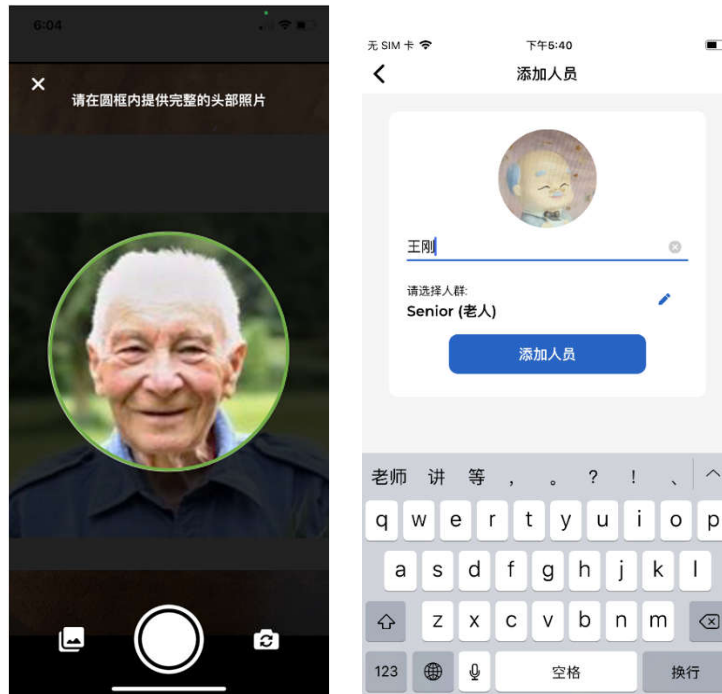 6:04
请在圆框内提供完整的头部照片
无 SIM 卡
下午5:40
添加人员
王刚
请选择人群:
Senior (老人)
添加人员
老师 讲 等 ， 。 ? ! 、
q w e r t y u i o p
a s d f g h j k l
z x c v b n m
123 空格 换行